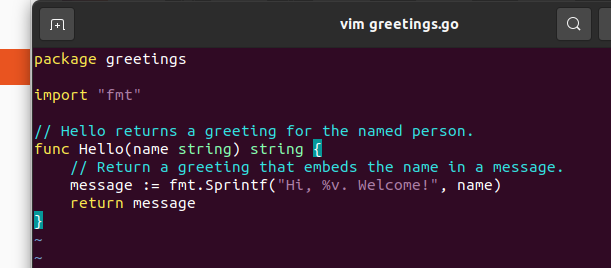 vim greetings.go
package greetings

import "fmt"

// Hello returns a greeting for the named person.
func Hello(name string) string {
    // Return a greeting that embeds the name in a message.
    message := fmt.Sprintf("Hi, %v. Welcome!", name)
    return message
}
~
~